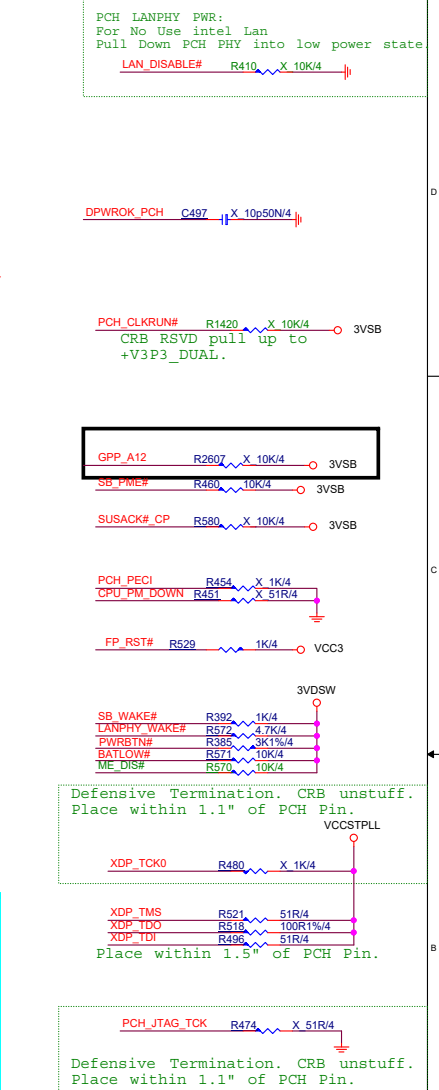 PCH LANPHY PWR:
For No Use intel Lan
Pull Down PCH PHY into low power state.
LAN_DISABLE# R410 X_10K/4
D
DPWROK_PCH C497 X_10p50N/4
PCH_CLKRUN# R1420 X_10K/4 3VSB
CRB RSVD pull up to
+V3P3_DUAL.
GPP_A12 R2607 X_10K/4 3VSB
SB_PME# R460 10K/4 3VSB
SUSACK#_CP R580 X_10K/4 3VSB
C
PCH_PECI R454 X_1K/4
CPU_PM_DOWN R451 X_51R/4
FP_RST# R529 1K/4 VCC3
3VDSW
SB_WAKE# R392 1K/4
LANPHY_WAKE# R572 4.7K/4
PWRBTN# R385 3K1%/4
BATLOW# R571 10K/4
ME_DIS# R570 10K/4
Defensive Termination. CRB unstuff.
Place within 1.1" of PCH Pin.
VCCSTPLL
XDP_TCK0 R480 X_1K/4
XDP_TMS R521 51R/4
XDP_TDO R518 100R1%/4
XDP_TDI R496 51R/4
B
Place within 1.5" of PCH Pin.
PCH_JTAG_TCK R474 X_51R/4
Defensive Termination. CRB unstuff.
Place within 1.1" of PCH Pin.